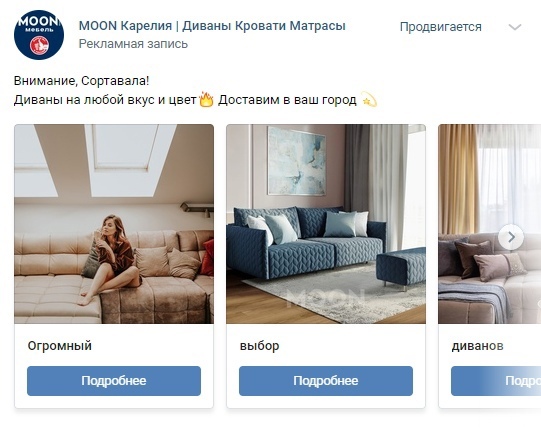 MOON
мебель
MOON Карелия | Диваны Кровати Матрасы
Продвигается
Рекламная запись
Внимание, Сортавала!
Диваны на любой вкус и цвет🔥 Доставим в ваш город 💫
MOON
Огромный
выбор
диванов
Подробнее
Подробнее
Подро